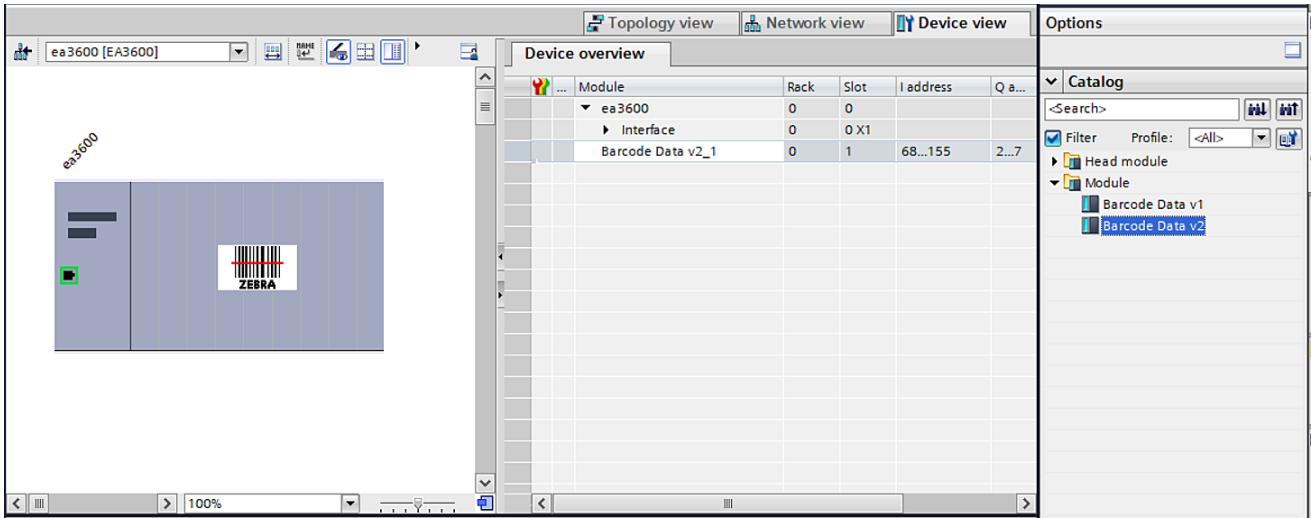 Topology view
Network view
Device view
Options
ea3600 [EA3600]
NAME
Device overview
Catalog
... Module Rack Slot I address Q a...
<Search>
ea3600 0 0
Interface 0 0 X1
Barcode Data v2_1 0 1 68...155 2...7
Filter Profile: <All>
Head module
Module
Barcode Data v1
Barcode Data v2
ea3600
ZEBRA
100%